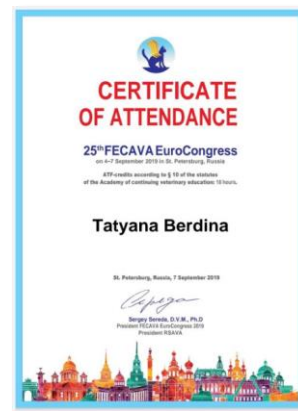 CERTIFICATE
OF ATTENDANCE
25th FECAVA EuroCongress
on 4–7 September 2019 in St. Petersburg, Russia
ATF-credits according to § 10 of the statutes
of the Academy of continuing veterinary education: 18 hours.
Tatyana Berdina
St. Petersburg, Russia, 7 September 2019
Sergey Sereda, D.V.M., Ph.D
President FECAVA EuroCongress 2019
President RSAVA